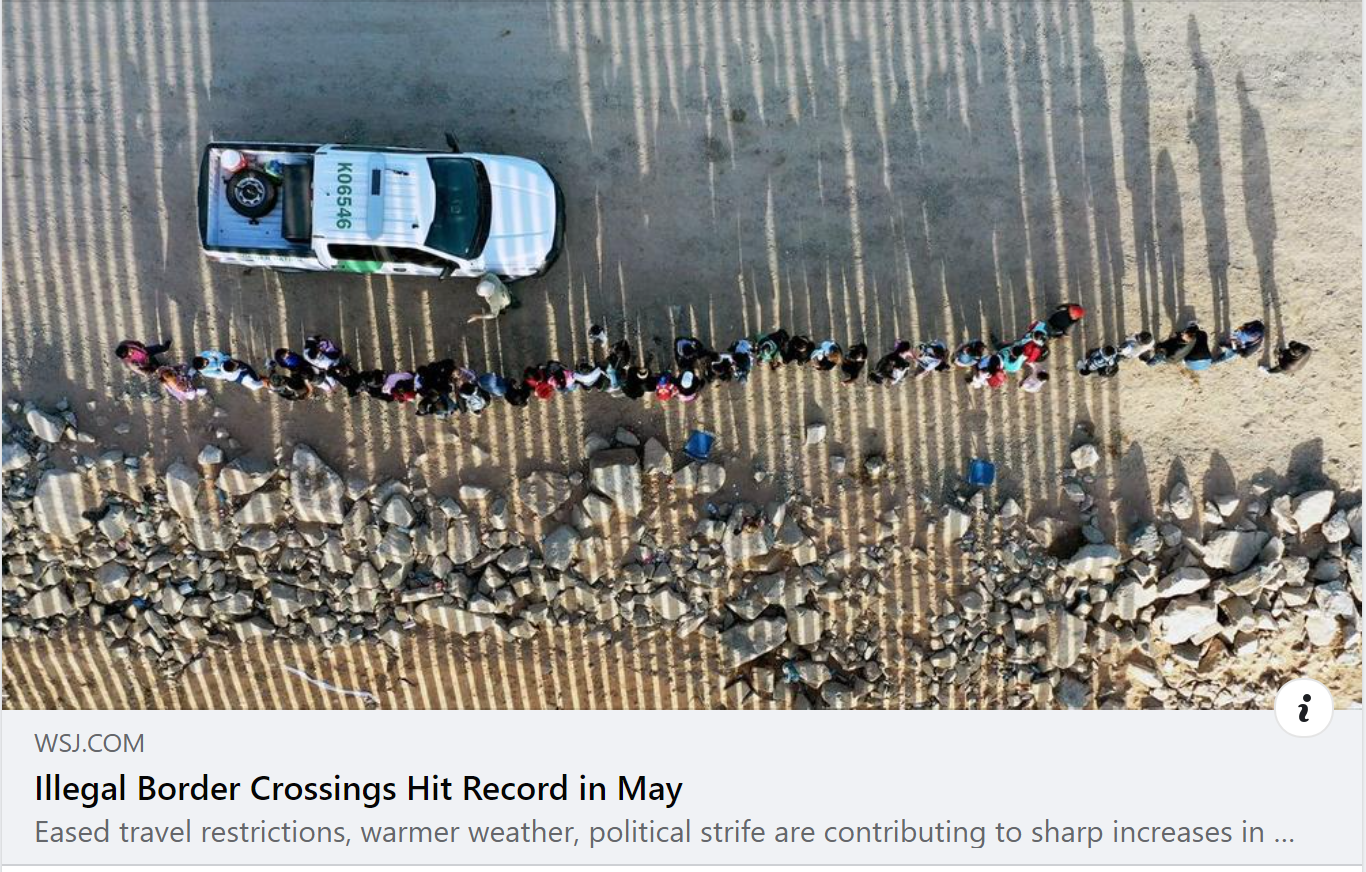 K06546
WSJ.COM
Illegal Border Crossings Hit Record in May
Eased travel restrictions, warmer weather, political strife are contributing to sharp increases in ...